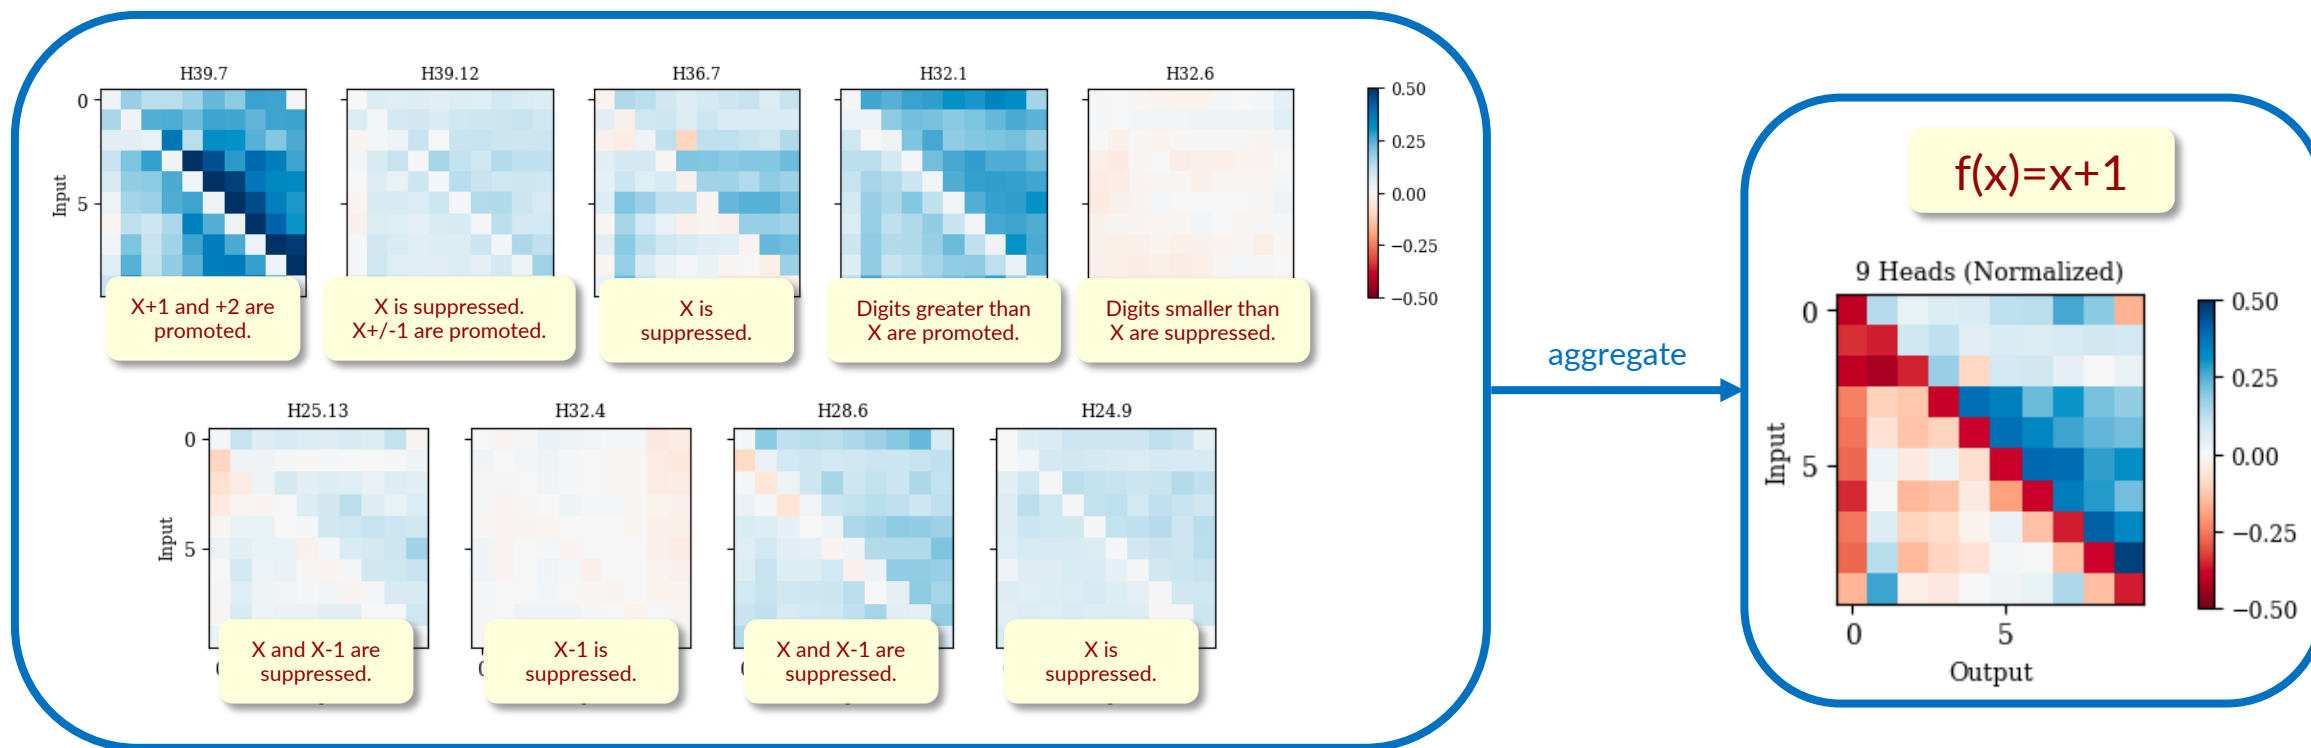 H39.7
H39.12
H36.7
H32.1
H32.6
0
5
Input
0.50
0.25
0.00
−0.25
−0.50
X+1 and +2 are
promoted.
X is suppressed.
X+/-1 are promoted.
X is
suppressed.
Digits greater than
X are promoted.
Digits smaller than
X are suppressed.
H25.13
H32.4
H28.6
H24.9
0
5
Input
X and X-1 are
suppressed.
X-1 is
suppressed.
X and X-1 are
suppressed.
X is
suppressed.
aggregate
f(x)=x+1
9 Heads (Normalized)
0
5
Input
0
5
Output
0.50
0.25
0.00
−0.25
−0.50